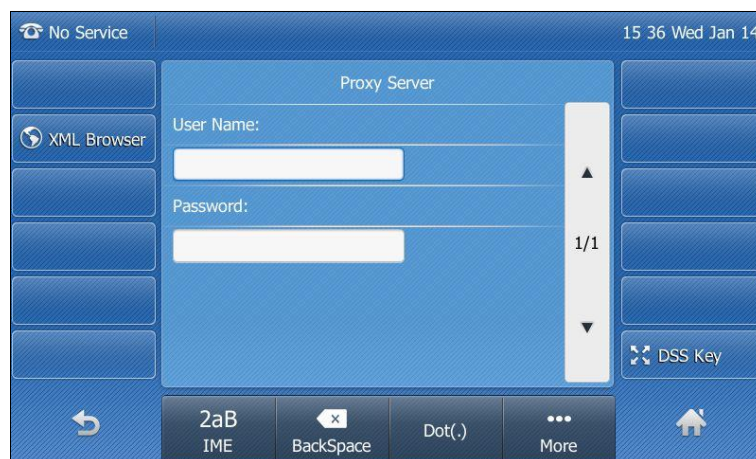 No Service
15 36 Wed Jan 14
Proxy Server
User Name:
XML Browser
Password:
1/1
DSS Key
2aB
IME
BackSpace
Dot(.)
More